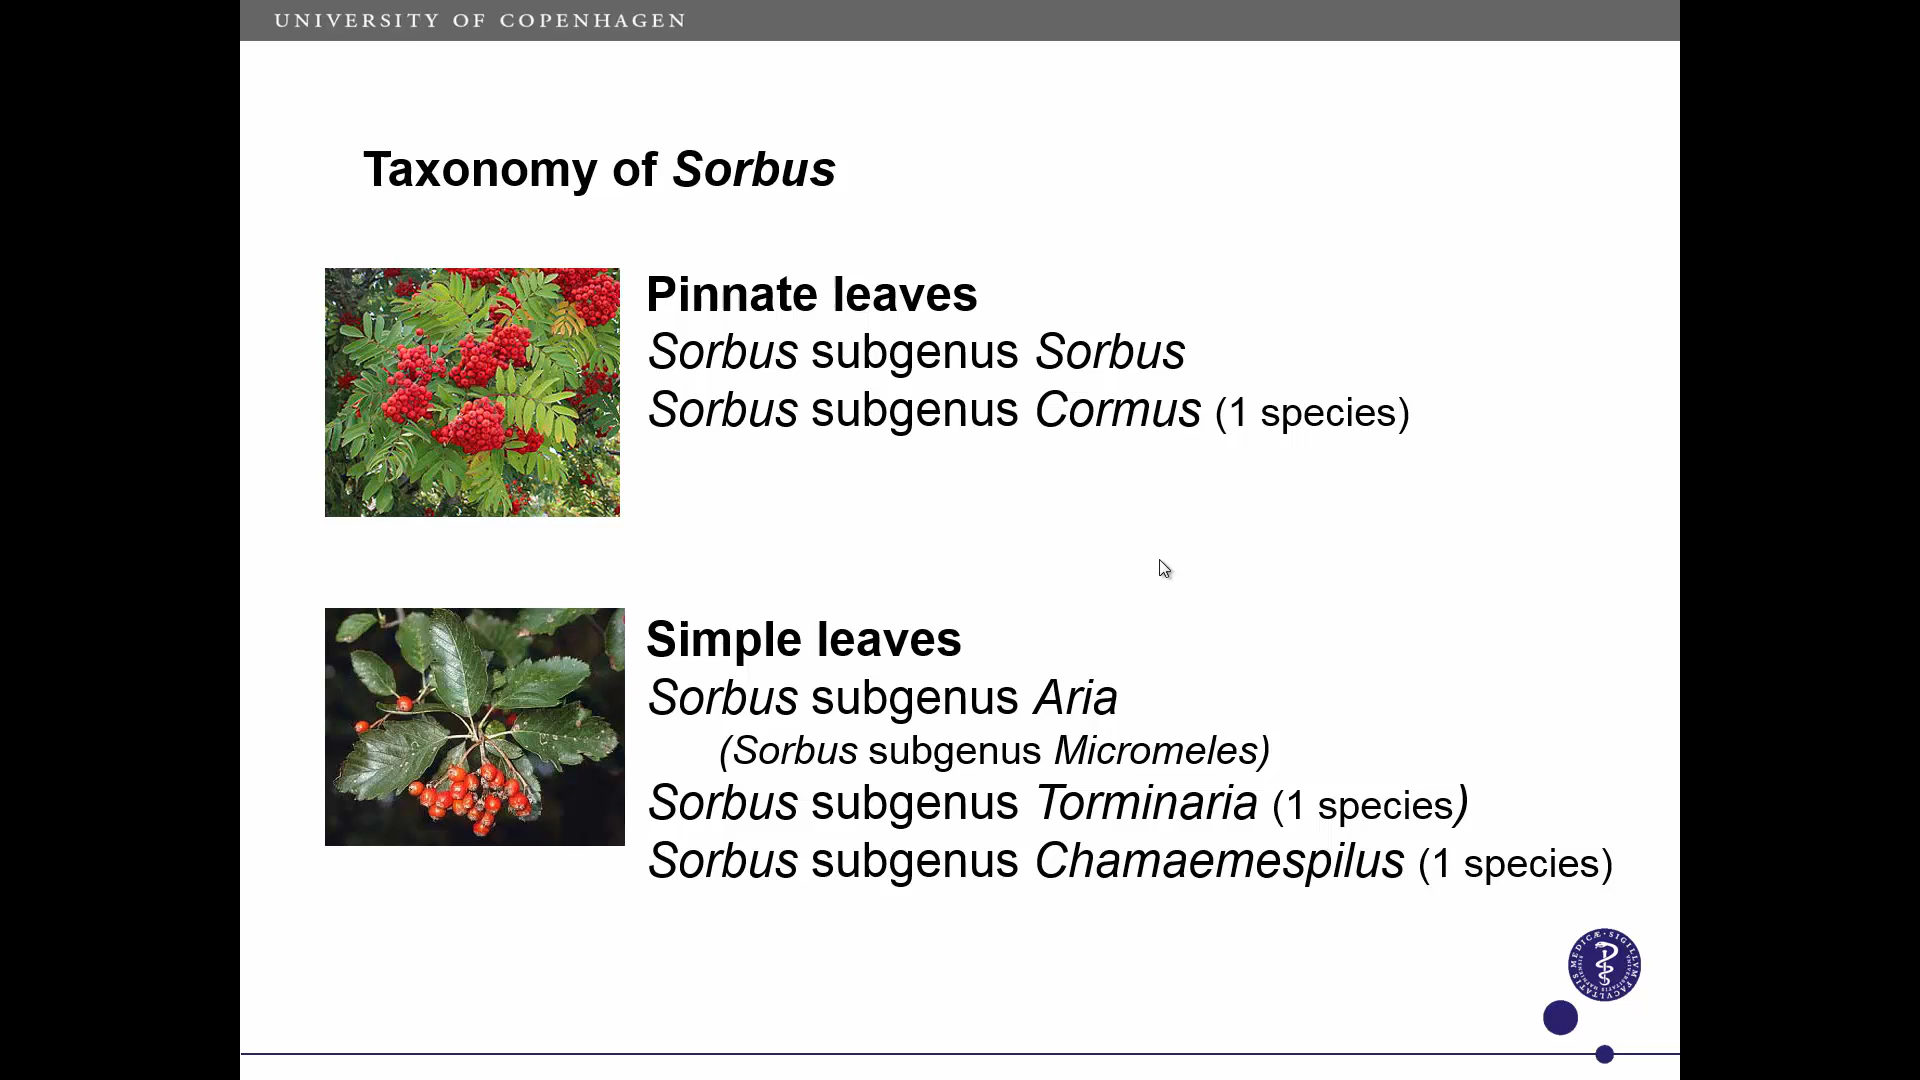 UNIVERSITY OF COPENHAGEN
Taxonomy of Sorbus
Pinnate leaves
Sorbus subgenus Sorbus
Sorbus subgenus Cormus (1 species)
Simple leaves
Sorbus subgenus Aria
(Sorbus subgenus Micromeles)
Sorbus subgenus Torminaria (1 species)
Sorbus subgenus Chamaemespilus (1 species)